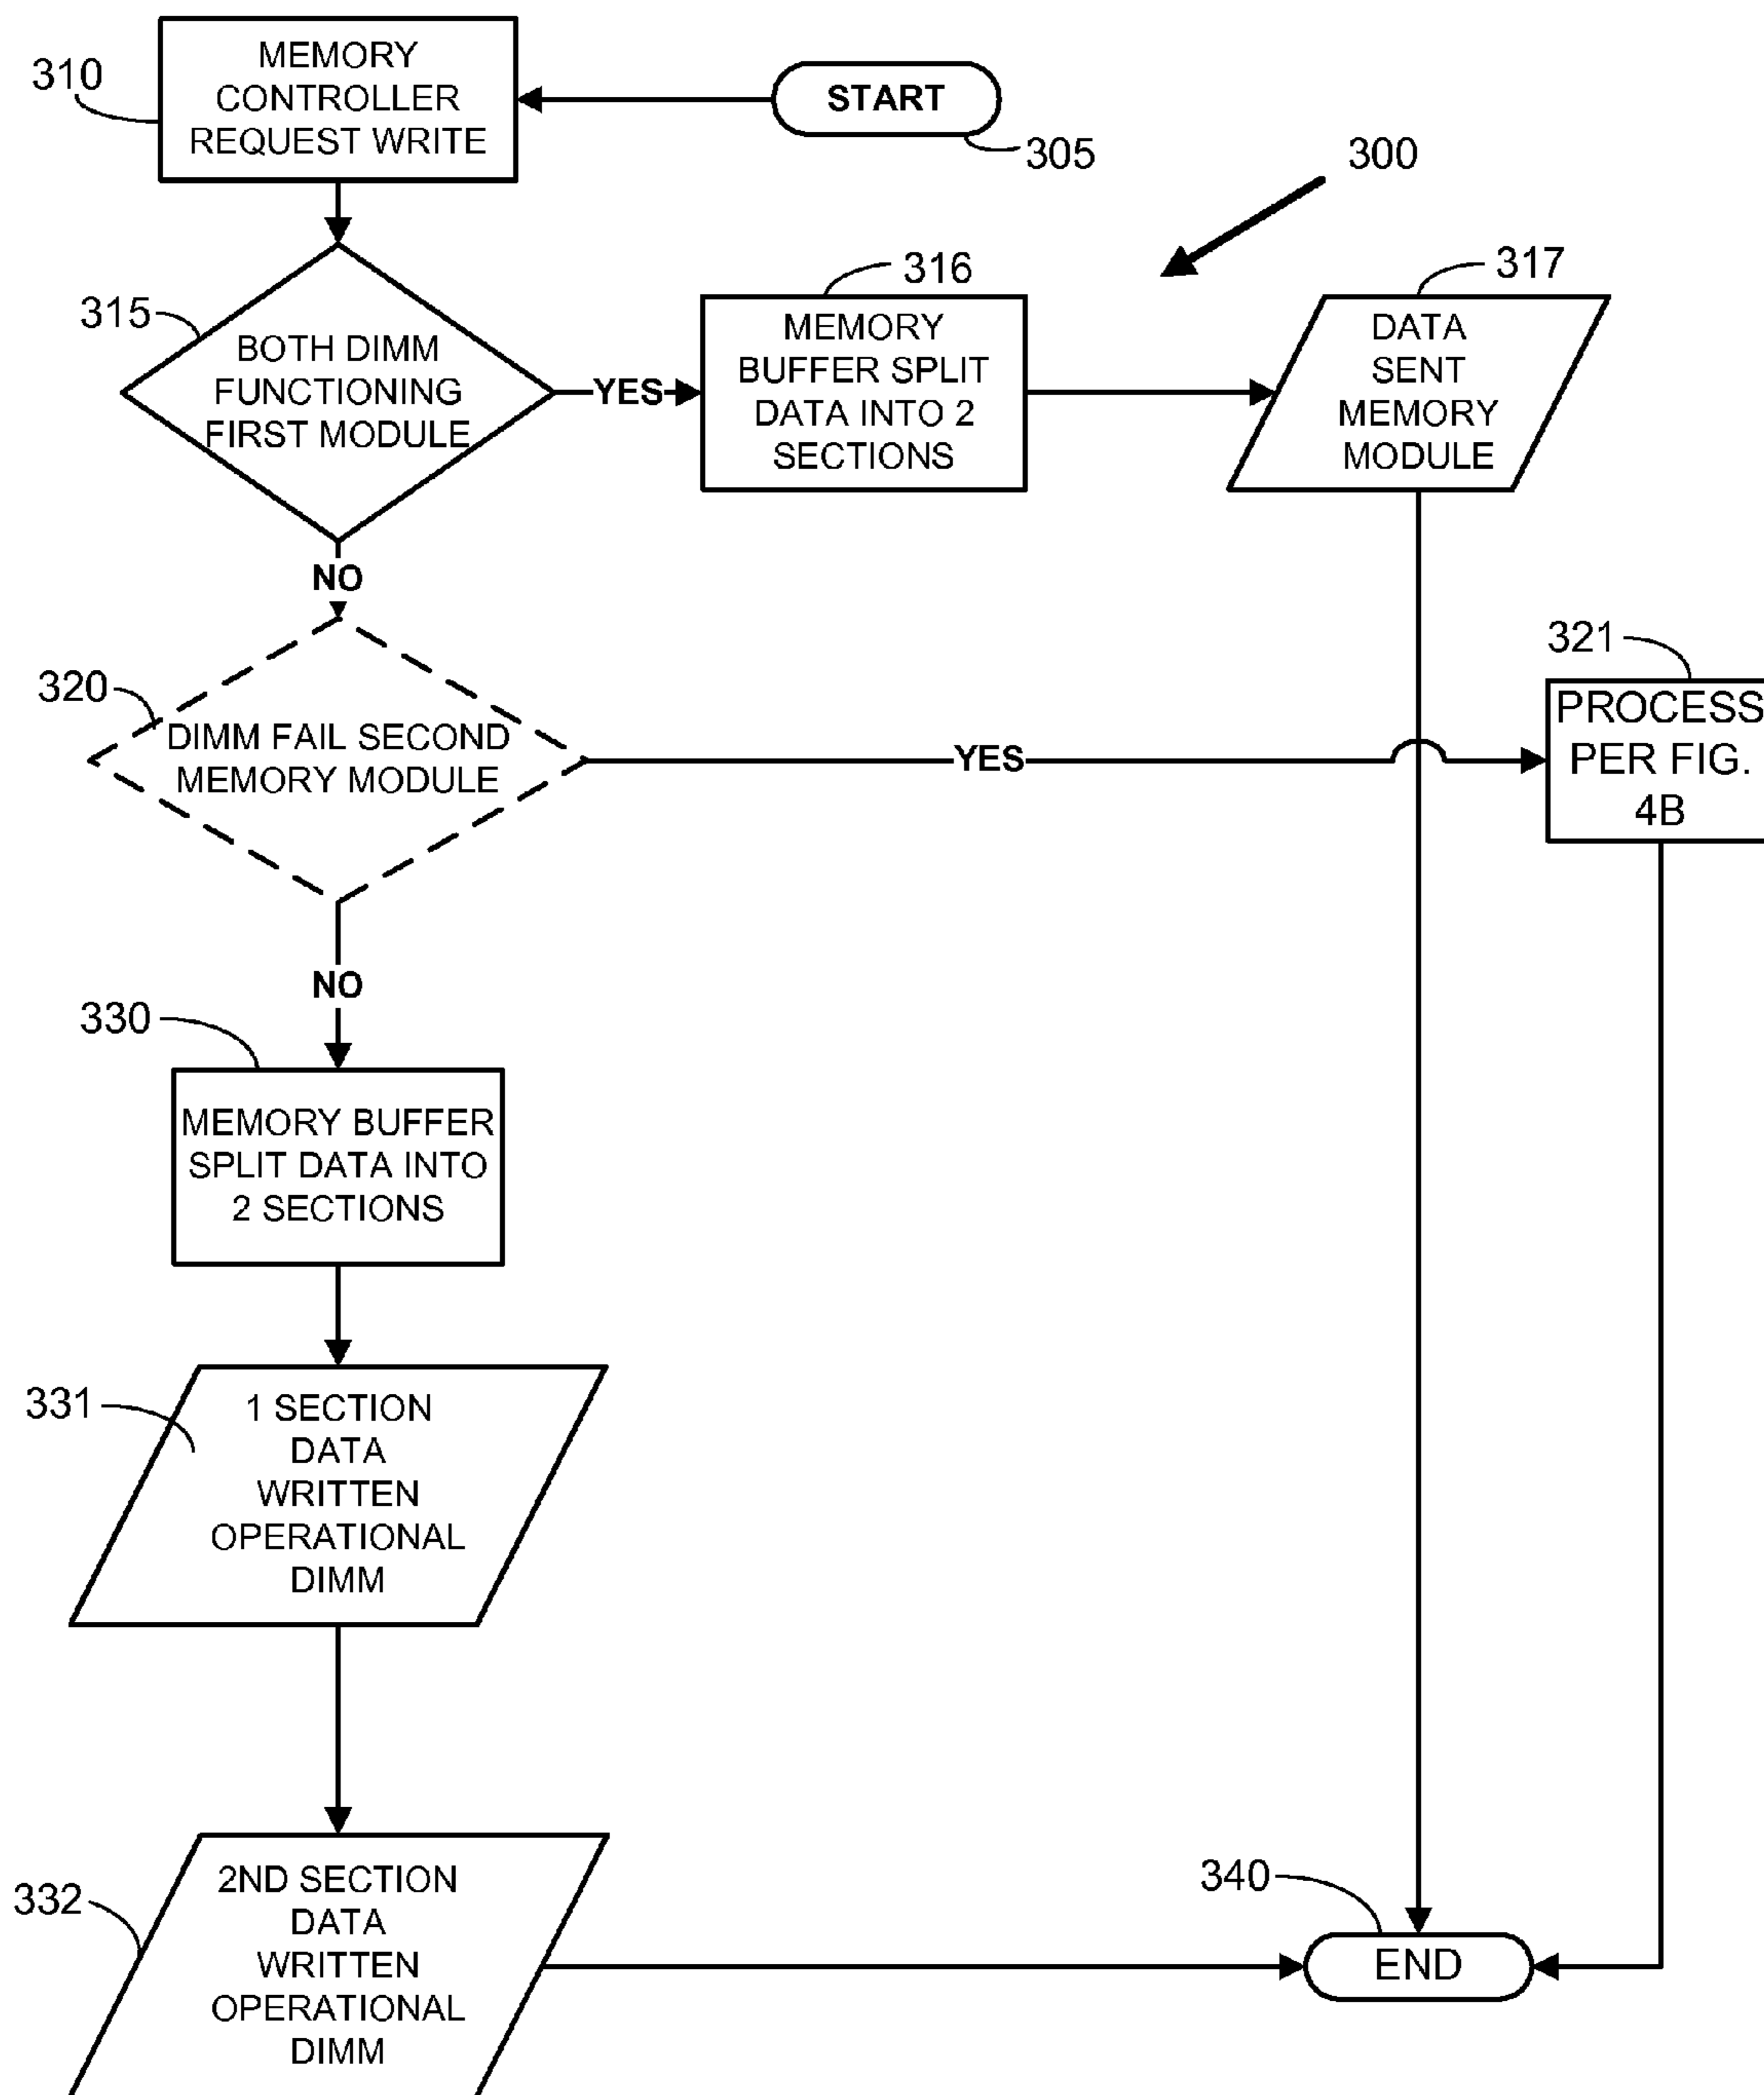 310
MEMORY
CONTROLLER
REQUEST WRITE
START
305
300
315
BOTH DIMM
FUNCTIONING
FIRST MODULE
YES
316
MEMORY
BUFFER SPLIT
DATA INTO 2
SECTIONS
317
DATA
SENT
MEMORY
MODULE
NO
320
DIMM FAIL SECOND
MEMORY MODULE
YES
321
PROCESS
PER FIG.
4B
NO
330
MEMORY BUFFER
SPLIT DATA INTO
2 SECTIONS
331
1 SECTION
DATA
WRITTEN
OPERATIONAL
DIMM
332
2ND SECTION
DATA
WRITTEN
OPERATIONAL
DIMM
340
END